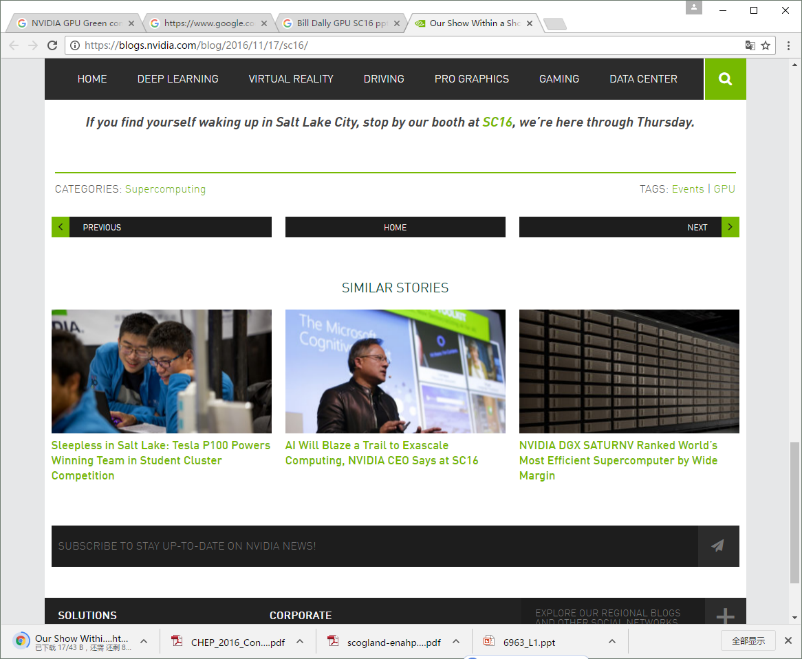 NVIDIA GPU Green con
https://www.google.co
Bill Dally GPU SC16 ppt
Our Show Within a Sho
https://blogs.nvidia.com/blog/2016/11/17/sc16/
HOME DEEP LEARNING VIRTUAL REALITY DRIVING PRO GRAPHICS GAMING DATA CENTER
If you find yourself waking up in Salt Lake City, stop by our booth at SC16, we're here through Thursday.
CATEGORIES: Supercomputing
TAGS: Events | GPU
PREVIOUS
HOME
NEXT
SIMILAR STORIES
The Microsoft
Cognitive
Sleepless in Salt Lake: Tesla P100 Powers
Winning Team in Student Cluster
Competition
AI Will Blaze a Trail to Exascale
Computing, NVIDIA CEO Says at SC16
NVIDIA DGX SATURNV Ranked World's
Most Efficient Supercomputer by Wide
Margin
SUBSCRIBE TO STAY UP-TO-DATE ON NVIDIA NEWS!
SOLUTIONS
CORPORATE
EXPLORE OUR REGIONAL BLOGS
AND OTHER SOCIAL NETWORKS
Our Show Withi....ht...
已下载 17/43 B，还需
CHEP_2016_Con....pdf
scogland-enahp....pdf
6963_L1.ppt
全部显示